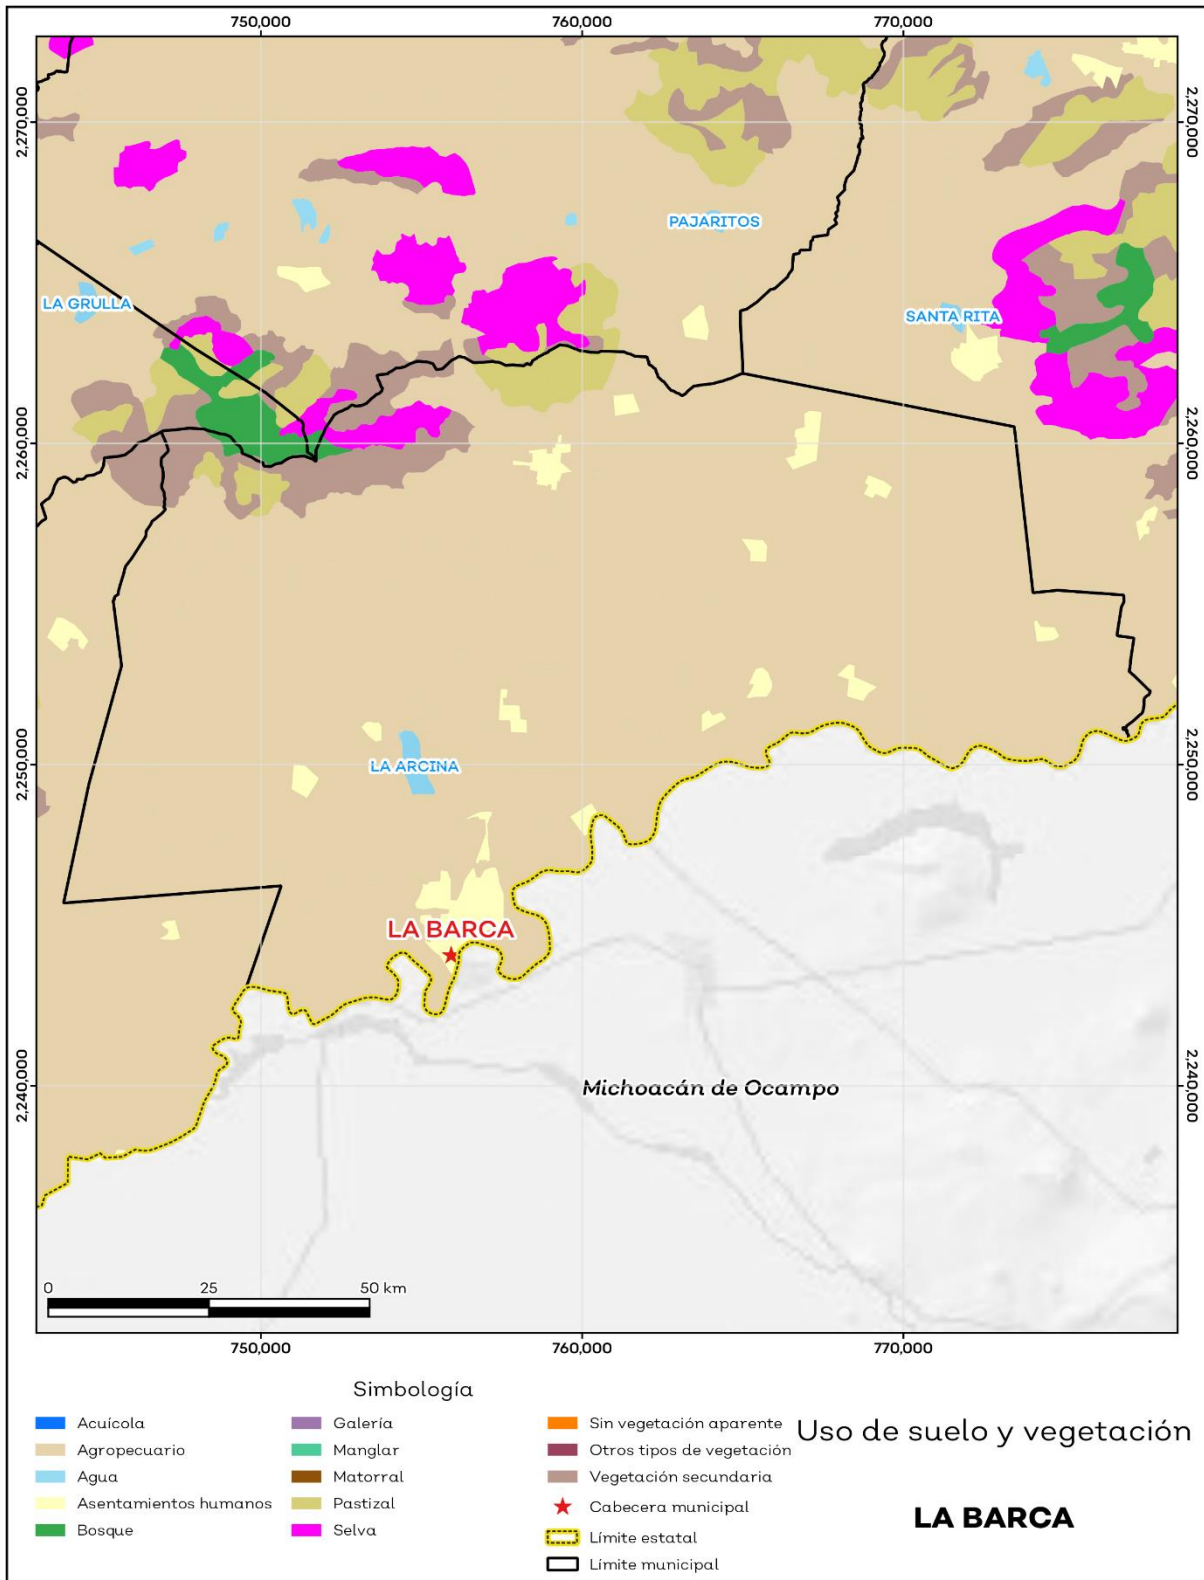 750,000 760,000 770,000
2,270,000 2,270,000
PAJARITOS
LA GRULLA
SANTA RITA
2,260,000 2,260,000
LA ARCINA
2,250,000 2,250,000
LA BARCA
Michoacán de Ocampo
2,240,000 2,240,000
0 25 50 km
750,000 760,000 770,000
Simbología
Acuícola
Agropecuario
Agua
Asentamientos humanos
Bosque
Galería
Manglar
Matorral
Pastizal
Selva
Sin vegetación aparente
Otros tipos de vegetación
Vegetación secundaria
Cabecera municipal
Límite estatal
Límite municipal
Uso de suelo y vegetación
LA BARCA